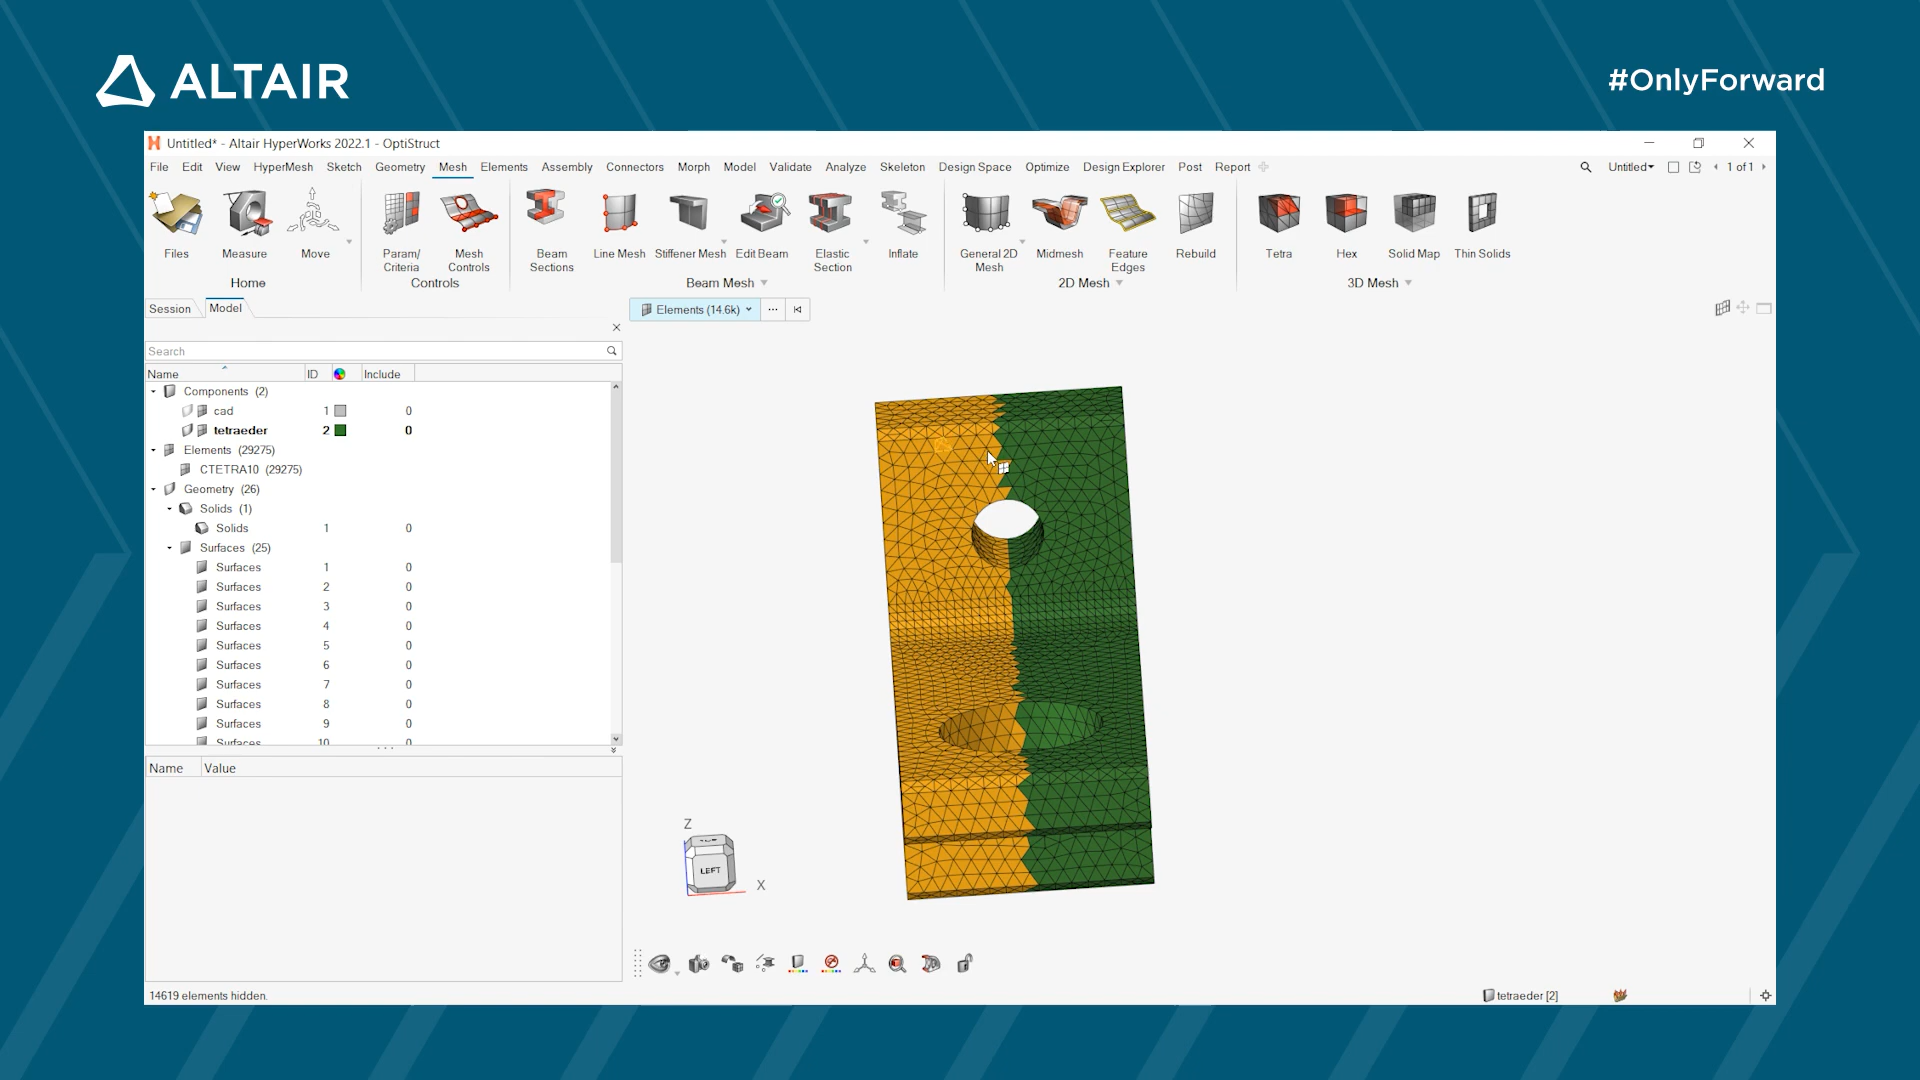 ALTAIR
#OnlyForward
Untitled* - Altair HyperWorks 2022.1 - OptiStruct
File Edit View HyperMesh Sketch Geometry Mesh Elements Assembly Connectors Morph Model Validate Analyze Skeleton Design Space Optimize Design Explorer Post Report Untitled 1 of 1
Files Measure Move Param/ Criteria Mesh Controls Beam Sections Line Mesh Stiffener Mesh Edit Beam Elastic Section Inflate General 2D Mesh Midmesh Feature Edges Rebuild Tetra Hex Solid Map Thin Solids
Home Controls Beam Mesh 2D Mesh 3D Mesh
Session Model
Elements (14.6k) ...
Search
Name ID Include
Components (2)
cad 1 0
tetraeder 2 0
Elements (29275)
CTETRA10 (29275)
Geometry (26)
Solids (1)
Solids 1 0
Surfaces (25)
Surfaces 1 0
Surfaces 2 0
Surfaces 3 0
Surfaces 4 0
Surfaces 5 0
Surfaces 6 0
Surfaces 7 0
Surfaces 8 0
Surfaces 9 0
Surfaces 10 0
Name Value
Z
LEFT
X
14619 elements hidden.
tetraeder [2]